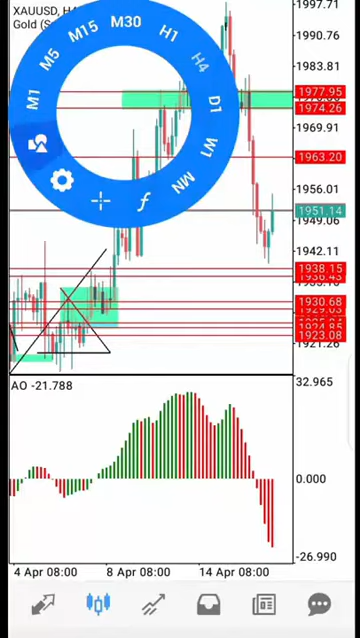 XAUUSD, H4
Gold (S
M1
M5
M15
M30
H1
H4
D1
W1
MN
f
1997.71
1990.76
1983.81
1977.95
1974.26
1969.91
1963.20
1956.01
1951.14
1949.06
1942.11
1938.15
1930.68
1923.08
1921.26
AO -21.788
32.965
0.000
-26.990
4 Apr 08:00
8 Apr 08:00
14 Apr 08:00